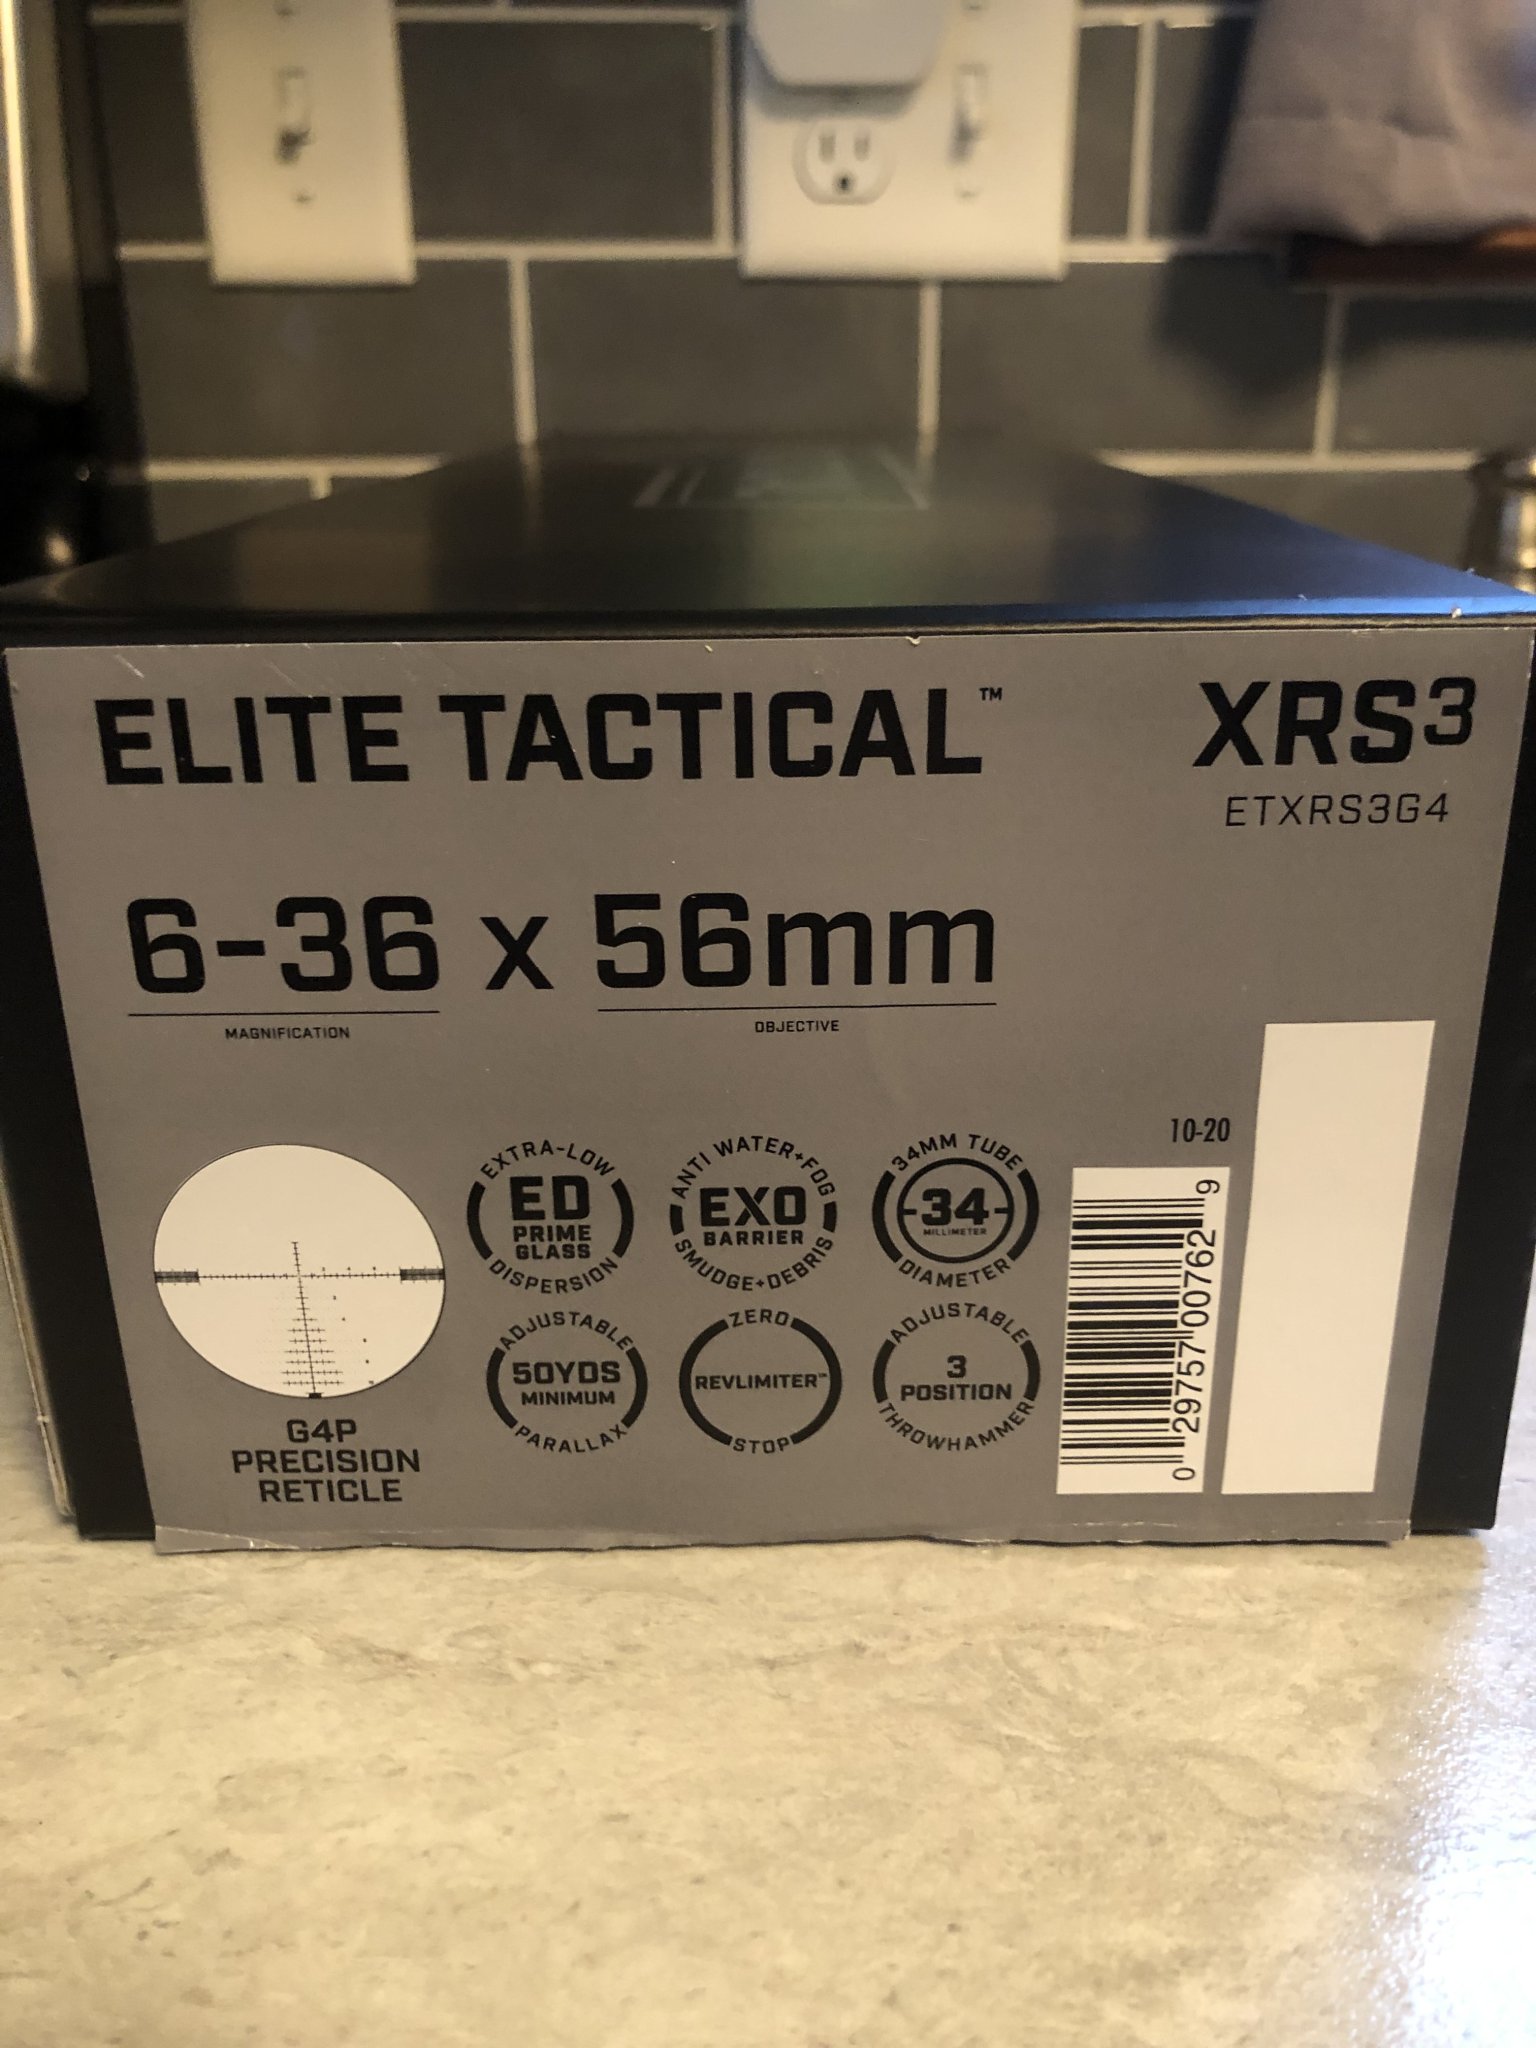 ELITE TACTICAL™
XRS3
ETXRS3G4
6-36 x 56mm
MAGNIFICATION
OBJECTIVE
EXTRA-LOW
ED
PRIME
GLASS
DISPERSION
ANTI WATER+FOG
EXO
BARRIER
SMUDGE+DEBRIS
34MM TUBE
-34-
MILLIMETER
DIAMETER
ADJUSTABLE
50YDS
MINIMUM
PARALLAX
ZERO
REVLIMITER™
STOP
ADJUSTABLE
3
POSITION
THROWHAMMER
G4P
PRECISION
RETICLE
10-20
0 29757 00762 9